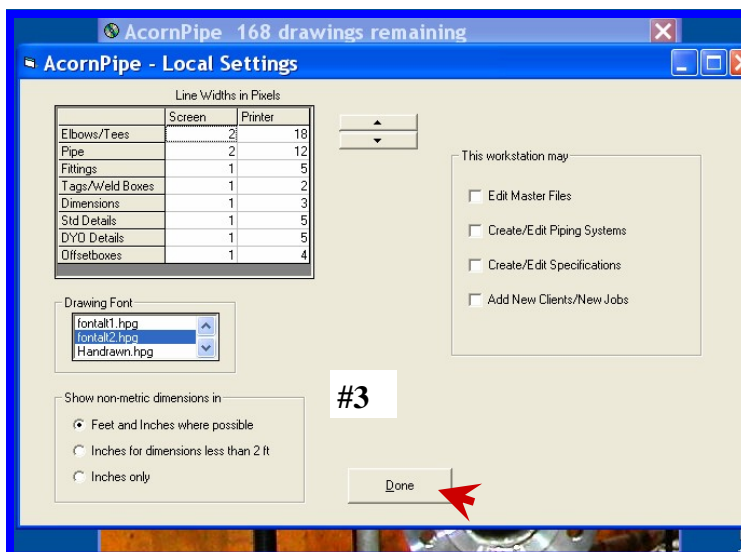 AcornPipe 168 drawings remaining
AcornPipe - Local Settings
Line Widths in Pixels
Screen Printer
Elbows/Tees 2 18
Pipe 2 12
Fittings 1 5
Tags/Weld Boxes 1 2
Dimensions 1 3
Std Details 1 5
DYO Details 1 5
Offsetboxes 1 4
This workstation may
Edit Master Files
Create/Edit Piping Systems
Create/Edit Specifications
Add New Clients/New Jobs
Drawing Font
fontalt1.hpg
fontalt2.hpg
Handrawn.hpg
Show non-metric dimensions in
Feet and Inches where possible
Inches for dimensions less than 2 ft
Inches only
#3
Done